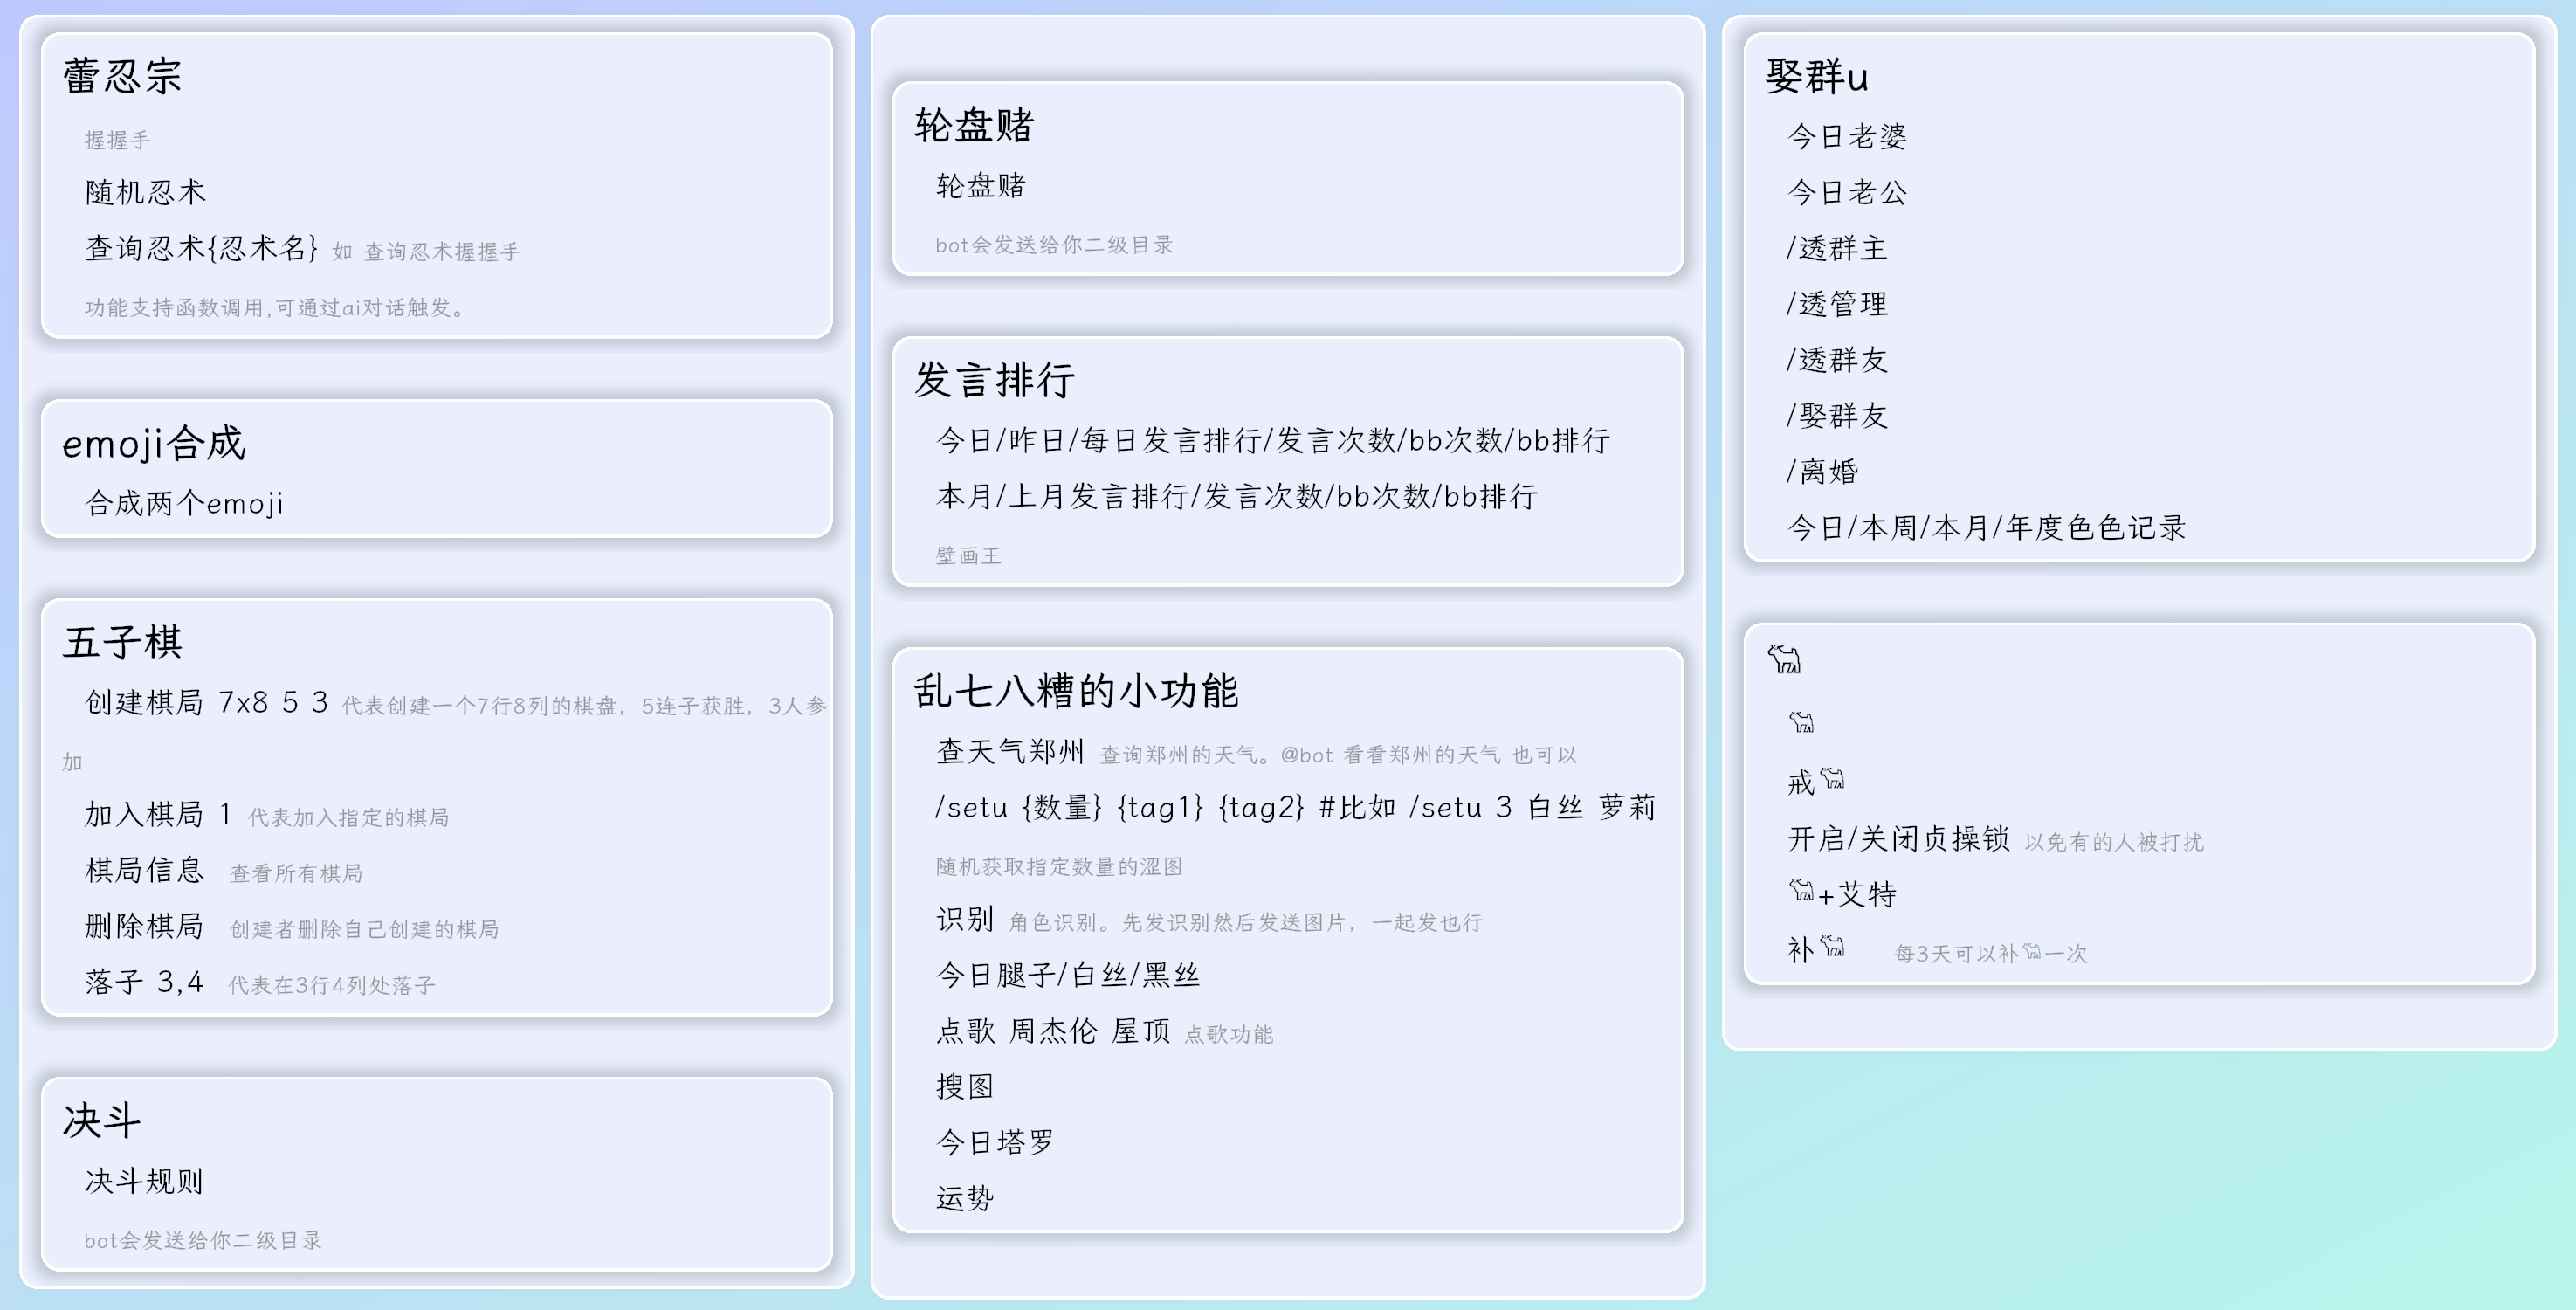 蕾忍宗
握握手
随机忍术
查询忍术{忍术名} 如 查询忍术握握手
功能支持函数调用,可通过ai对话触发。
emoji合成
合成两个emoji
五子棋
创建棋局 7x8 5 3 代表创建一个7行8列的棋盘，5连子获胜，3人参
加
加入棋局 1 代表加入指定的棋局
棋局信息 查看所有棋局
删除棋局 创建者删除自己创建的棋局
落子 3,4 代表在3行4列处落子
决斗
决斗规则
bot会发送给你二级目录
轮盘赌
轮盘赌
bot会发送给你二级目录
发言排行
今日/昨日/每日发言排行/发言次数/bb次数/bb排行
本月/上月发言排行/发言次数/bb次数/bb排行
壁画王
乱七八糟的小功能
查天气郑州 查询郑州的天气。@bot 看看郑州的天气 也可以
/setu {数量} {tag1} {tag2} #比如 /setu 3 白丝 萝莉
随机获取指定数量的涩图
识别 角色识别。先发识别然后发送图片，一起发也行
今日腿子/白丝/黑丝
点歌 周杰伦 屋顶 点歌功能
搜图
今日塔罗
运势
娶群u
今日老婆
今日老公
/透群主
/透管理
/透群友
/娶群友
/离婚
今日/本周/本月/年度色色记录
🦌
🦌
戒🦌
开启/关闭贞操锁 以免有的人被打扰
🦌+艾特
补🦌 每3天可以补🦌一次